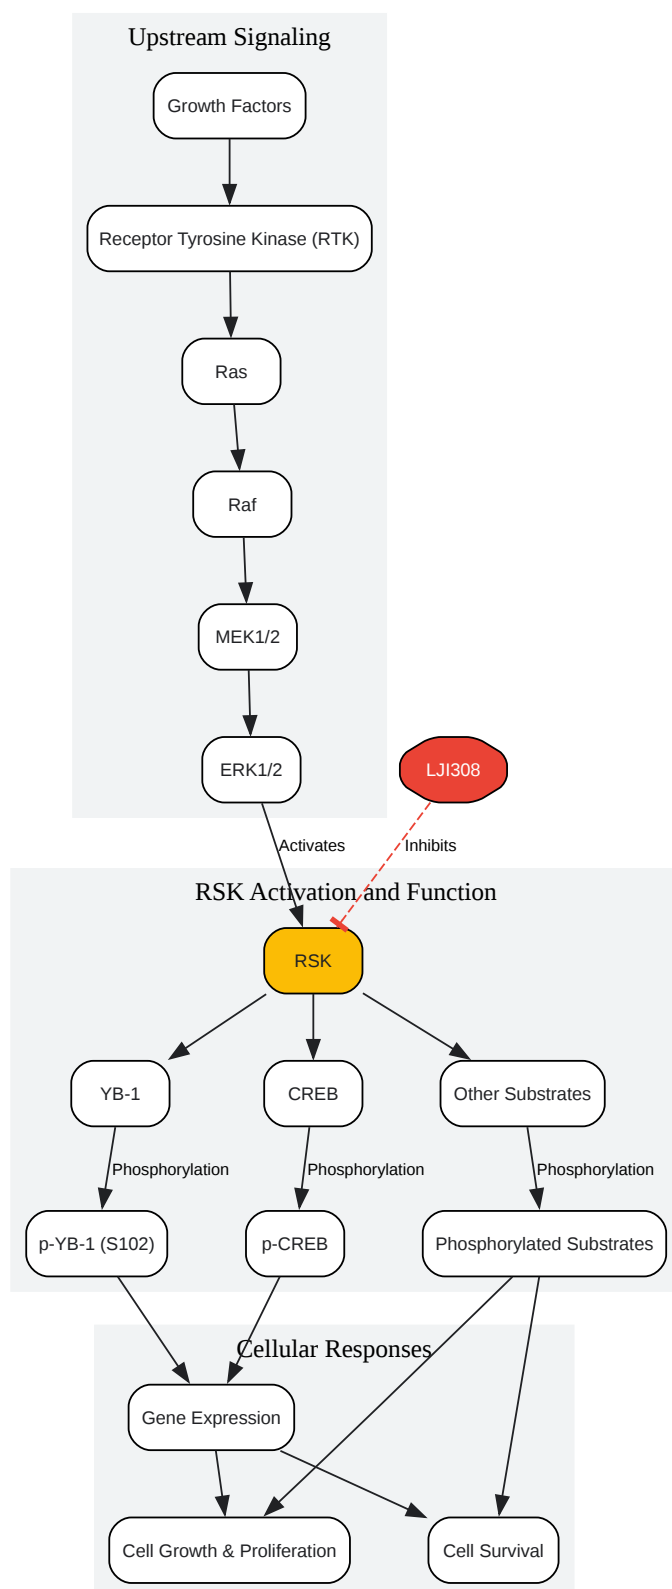 Upstream Signaling
Growth Factors
Receptor Tyrosine Kinase (RTK)
Ras
Raf
MEK1/2
ERK1/2
LJI308
Activates
Inhibits
RSK Activation and Function
RSK
YB-1
CREB
Other Substrates
Phosphorylation
Phosphorylation
Phosphorylation
p-YB-1 (S102)
p-CREB
Phosphorylated Substrates
Cellular Responses
Gene Expression
Cell Growth & Proliferation
Cell Survival